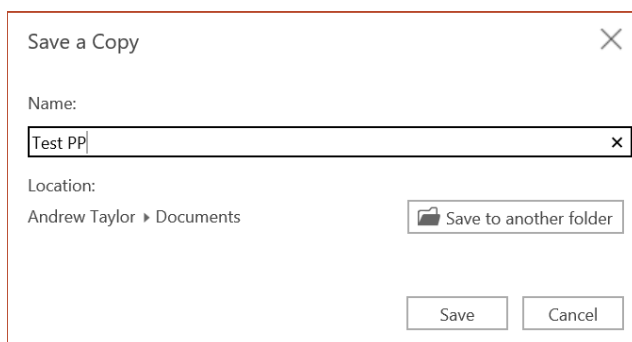 Save a Copy
Name:
Test PP
Location:
Andrew Taylor ▸ Documents
Save to another folder
Save
Cancel